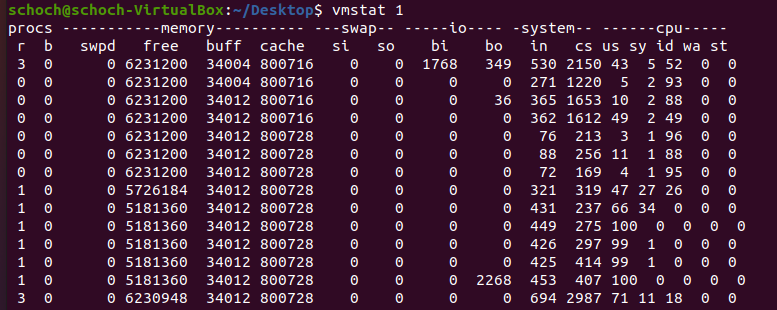 schoch@schoch-VirtualBox:~/Desktop$ vmstat 1
procs -----------memory---------- ---swap-- -----io---- -system-- ------cpu-----
 r  b   swpd   free   buff  cache   si   so    bi    bo   in   cs us sy id wa st
 3  0      0 6231200  34004 800716    0    0  1768   349  530 2150 43  5 52  0  0
 0  0      0 6231200  34004 800716    0    0     0     0  271 1220  5  2 93  0  0
 0  0      0 6231200  34012 800716    0    0     0    36  365 1653 10  2 88  0  0
 0  0      0 6231200  34012 800716    0    0     0     0  362 1612 49  2 49  0  0
 0  0      0 6231200  34012 800728    0    0     0     0   76  213  3  1 96  0  0
 0  0      0 6231200  34012 800728    0    0     0     0   88  256 11  1 88  0  0
 0  0      0 6231200  34012 800728    0    0     0     0   72  169  4  1 95  0  0
 1  0      0 5726184  34012 800728    0    0     0     0  321  319 47 27 26  0  0
 1  0      0 5181360  34012 800728    0    0     0     0  431  237 66 34  0  0  0
 1  0      0 5181360  34012 800728    0    0     0     0  449  275 100  0  0  0  0
 1  0      0 5181360  34012 800728    0    0     0     0  426  297 99  1  0  0  0
 1  0      0 5181360  34012 800728    0    0     0     0  425  414 99  1  0  0  0
 1  0      0 5181360  34012 800728    0    0     0  2268  453  407 100  0  0  0  0
 3  0      0 6230948  34012 800728    0    0     0     0  694 2987 71 11 18  0  0